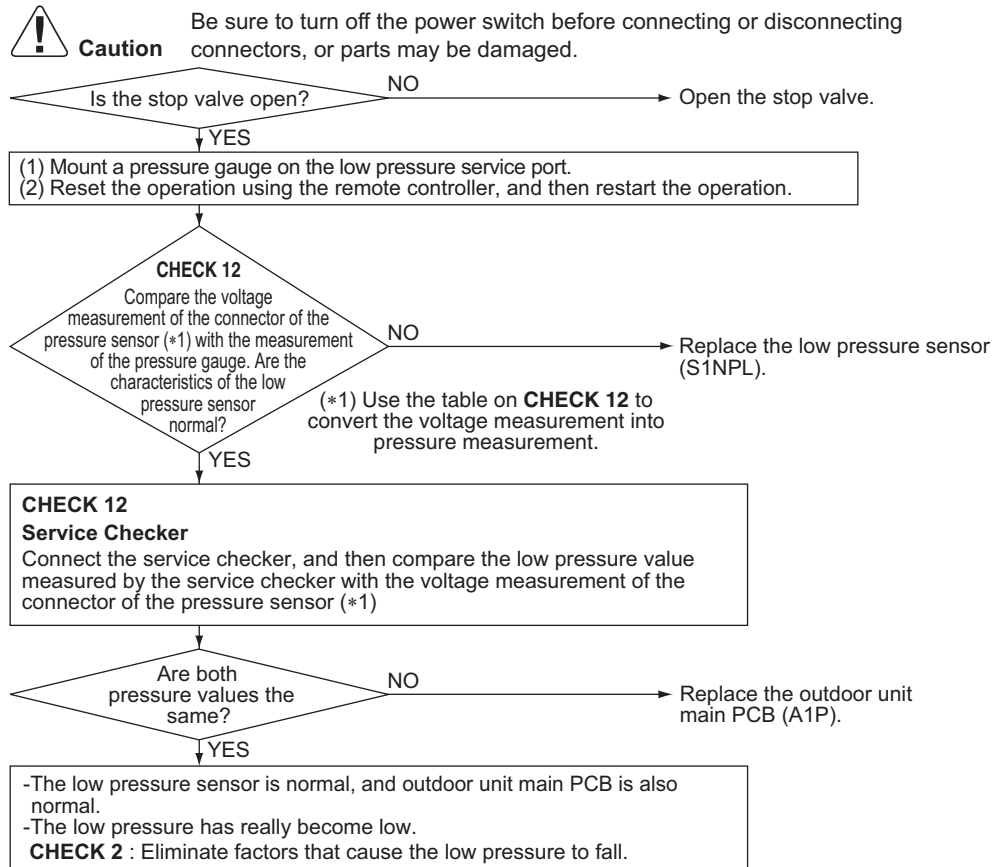 Be sure to turn off the power switch before connecting or disconnecting
Caution connectors, or parts may be damaged.
Is the stop valve open?
NO
Open the stop valve.
YES
(1) Mount a pressure gauge on the low pressure service port.
(2) Reset the operation using the remote controller, and then restart the operation.
CHECK 12
Compare the voltage
measurement of the connector of the
pressure sensor (*1) with the measurement
of the pressure gauge. Are the
characteristics of the low
pressure sensor
normal?
NO
Replace the low pressure sensor
(S1NPL).
(*1) Use the table on CHECK 12 to
convert the voltage measurement into
pressure measurement.
YES
CHECK 12
Service Checker
Connect the service checker, and then compare the low pressure value
measured by the service checker with the voltage measurement of the
connector of the pressure sensor (*1)
Are both
pressure values the
same?
NO
Replace the outdoor unit
main PCB (A1P).
YES
-The low pressure sensor is normal, and outdoor unit main PCB is also
normal.
-The low pressure has really become low.
CHECK 2 : Eliminate factors that cause the low pressure to fall.